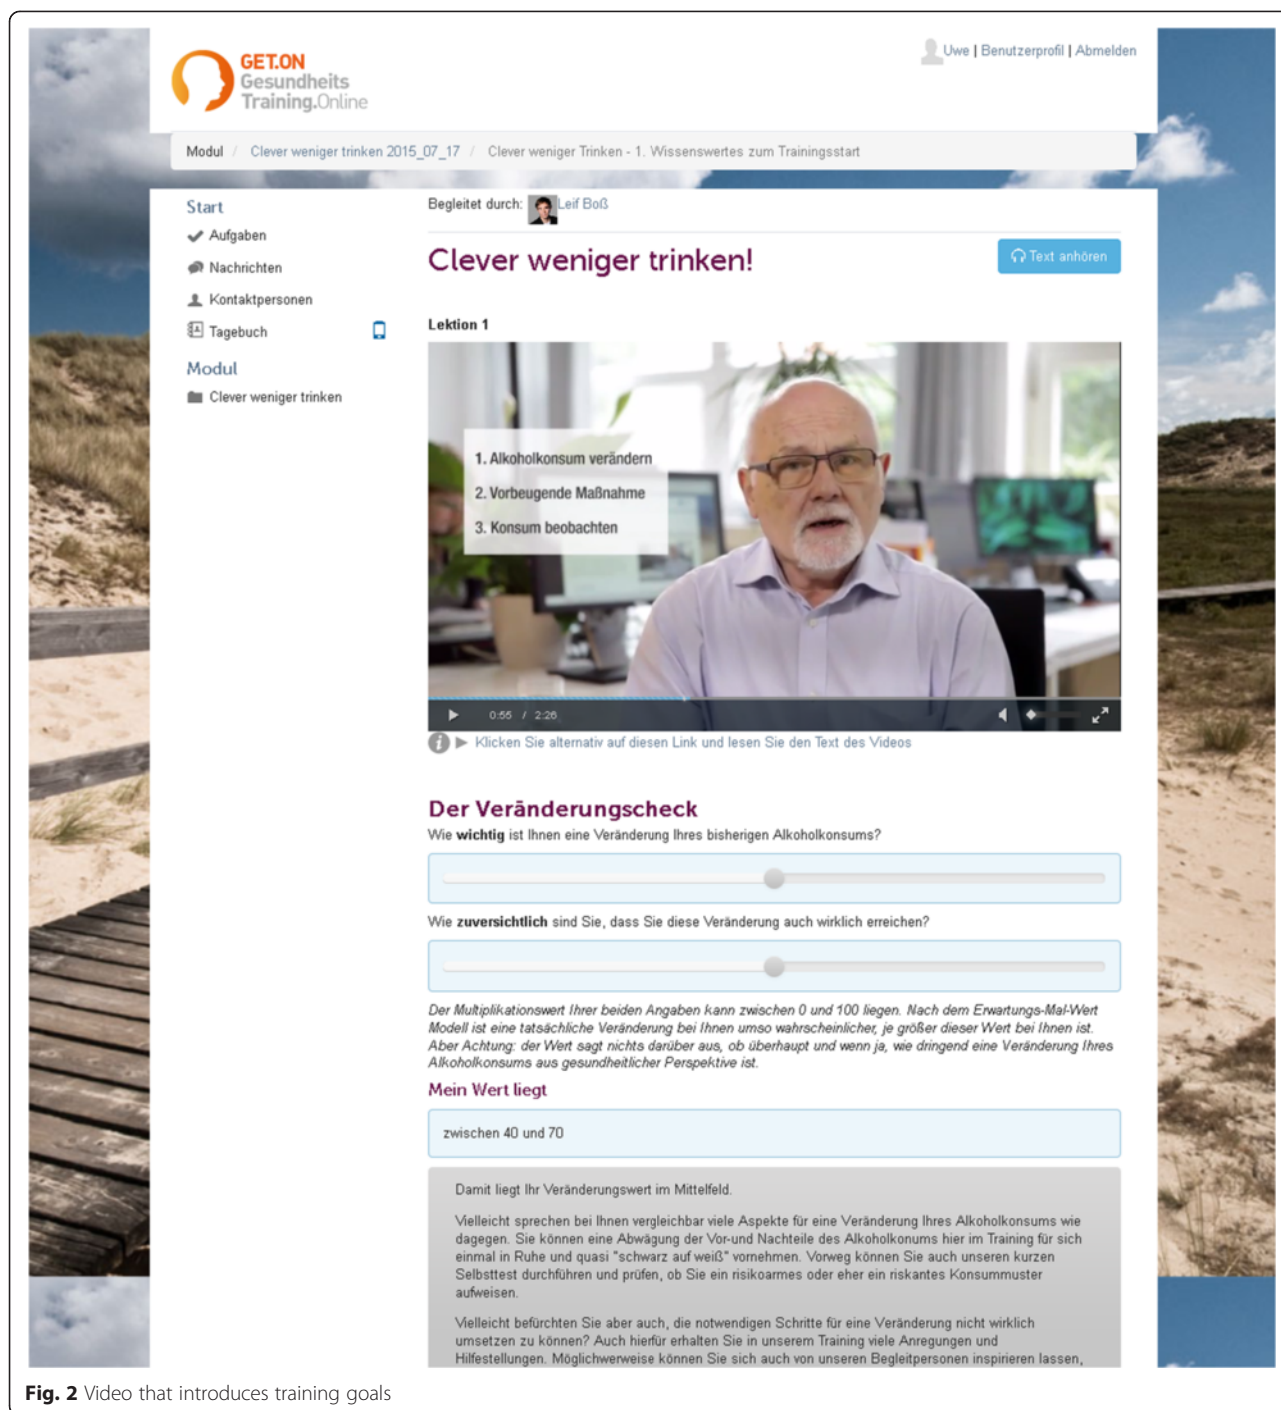 GET.ON
Gesundheits
Training.Online
Uwe | Benutzerprofil | Abmelden
Modul / Clever weniger trinken 2015_07_17 / Clever weniger Trinken - 1. Wissenswertes zum Trainingsstart
Start
Aufgaben
Nachrichten
Kontaktpersonen
Tagebuch
Modul
Clever weniger trinken
Begleitet durch: Leif Boß
Clever weniger trinken!
Text anhören
Lektion 1
1. Alkoholkonsum verändern
2. Vorbeugende Maßnahme
3. Konsum beobachten
0:55 / 2:26
Klicken Sie alternativ auf diesen Link und lesen Sie den Text des Videos
Der Veränderungscheck
Wie wichtig ist Ihnen eine Veränderung Ihres bisherigen Alkoholkonsums?
Wie zuversichtlich sind Sie, dass Sie diese Veränderung auch wirklich erreichen?
Der Multiplikationswert Ihrer beiden Angaben kann zwischen 0 und 100 liegen. Nach dem Erwartungs-Mal-Wert
Modell ist eine tatsächliche Veränderung bei Ihnen umso wahrscheinlicher, je größer dieser Wert bei Ihnen ist.
Aber Achtung: der Wert sagt nichts darüber aus, ob überhaupt und wenn ja, wie dringend eine Veränderung Ihres
Alkoholkonsums aus gesundheitlicher Perspektive ist.
Mein Wert liegt
zwischen 40 und 70
Damit liegt Ihr Veränderungswert im Mittelfeld.
Vielleicht sprechen bei Ihnen vergleichbar viele Aspekte für eine Veränderung Ihres Alkoholkonsums wie
dagegen. Sie können eine Abwägung der Vor-und Nachteile des Alkoholkonums hier im Training für sich
einmal in Ruhe und quasi "schwarz auf weiß" vornehmen. Vorweg können Sie auch unseren kurzen
Selbsttest durchführen und prüfen, ob Sie ein risikoarmes oder eher ein riskantes Konsummuster
aufweisen.
Vielleicht befürchten Sie aber auch, die notwendigen Schritte für eine Veränderung nicht wirklich
umsetzen zu können? Auch hierfür erhalten Sie in unserem Training viele Anregungen und
Hilfestellungen. Möglichwerweise können Sie sich auch von unseren Begleitpersonen inspirieren lassen,
Fig. 2 Video that introduces training goals